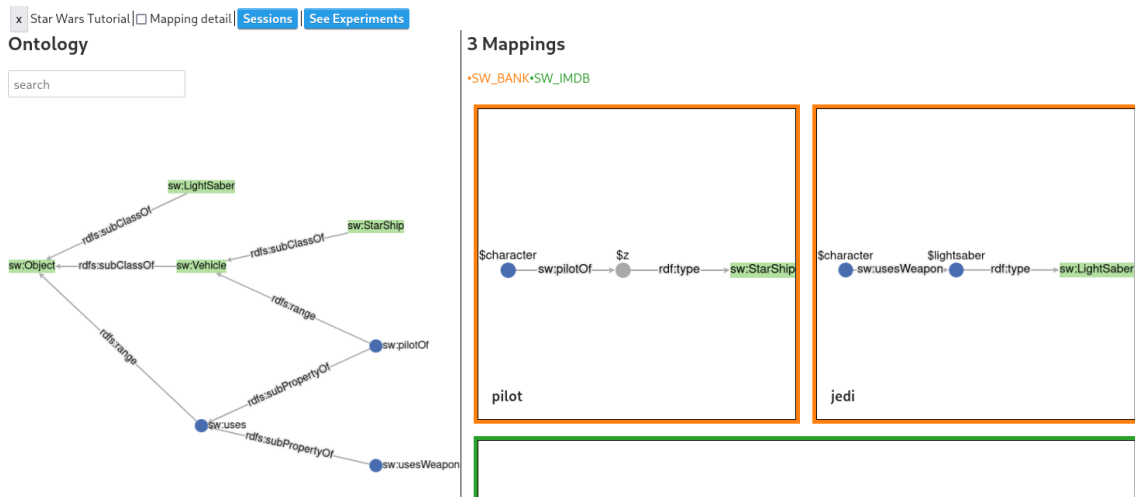 x Star Wars Tutorial| Mapping detail| Sessions | See Experiments
Ontology
search
sw:LightSaber
rdfs:subClassOf
sw:StarShip
rdfs:subClassOf
sw:Object
rdfs:subClassOf
sw:Vehicle
rdfs:range
rdfs:range
sw:pilotOf
rdfs:subPropertyOf
sw:uses
rdfs:subPropertyOf
sw:usesWeapon
3 Mappings
•SW_BANK•SW_IMDB
$character
$z
sw:pilotOf
rdf:type
sw:StarShip
pilot
$character
$lightsaber
sw:usesWeapon
rdf:type
sw:LightSaber
jedi